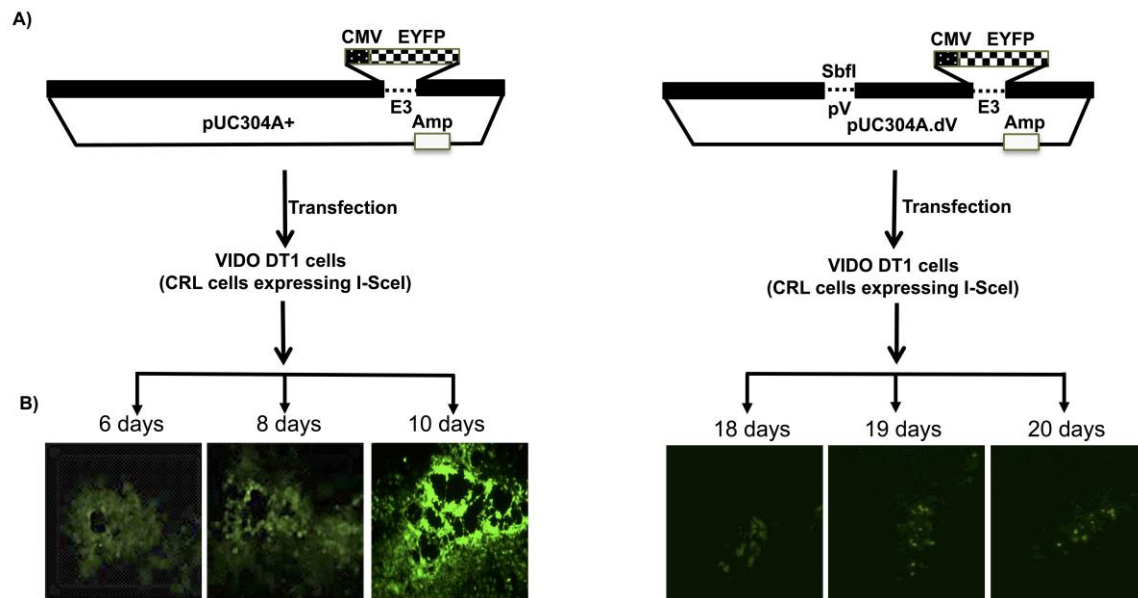 A)
CMV EYFP
E3
pUC304A+
Amp
Transfection
VIDO DT1 cells
(CRL cells expressing I-SceI)
CMV EYFP
SbfI
pV
E3
pUC304A.dV
Amp
Transfection
VIDO DT1 cells
(CRL cells expressing I-SceI)
B)
6 days
8 days
10 days
18 days
19 days
20 days